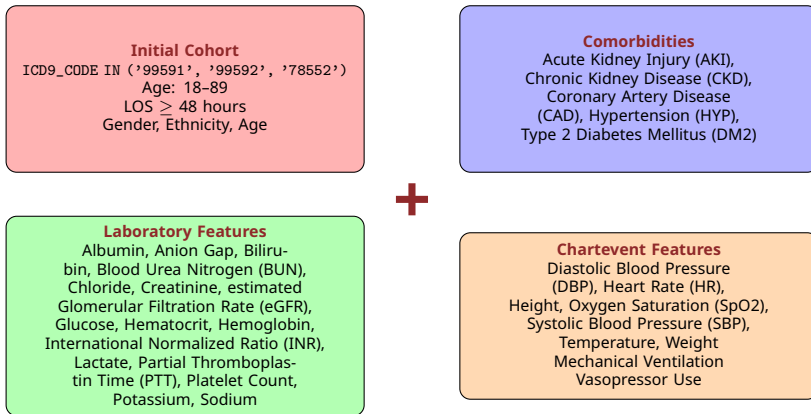 Initial Cohort
ICD9_CODE IN ('99591', '99592', '78552')
Age: 18–89
LOS ≥ 48 hours
Gender, Ethnicity, Age
Comorbidities
Acute Kidney Injury (AKI),
Chronic Kidney Disease (CKD),
Coronary Artery Disease
(CAD), Hypertension (HYP),
Type 2 Diabetes Mellitus (DM2)
+
Laboratory Features
Albumin, Anion Gap, Biliru-
bin, Blood Urea Nitrogen (BUN),
Chloride, Creatinine, estimated
Glomerular Filtration Rate (eGFR),
Glucose, Hematocrit, Hemoglobin,
International Normalized Ratio (INR),
Lactate, Partial Thromboplas-
tin Time (PTT), Platelet Count,
Potassium, Sodium
Chartevent Features
Diastolic Blood Pressure
(DBP), Heart Rate (HR),
Height, Oxygen Saturation (SpO2),
Systolic Blood Pressure (SBP),
Temperature, Weight
Mechanical Ventilation
Vasopressor Use